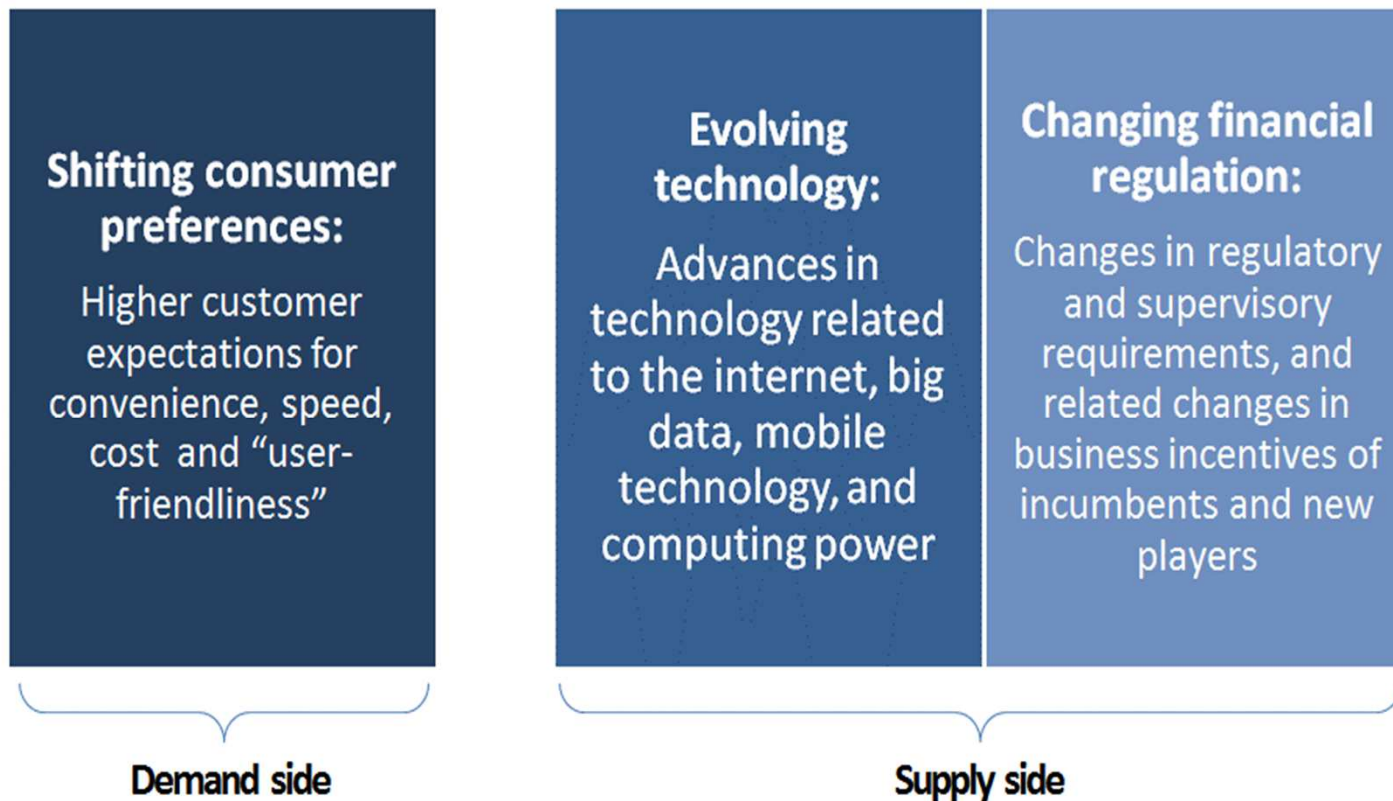 Shifting consumer
preferences:
Higher customer
expectations for
convenience, speed,
cost and “user-
friendliness”
Evolving
technology:
Advances in
technology related
to the internet, big
data, mobile
technology, and
computing power
Changing financial
regulation:
Changes in regulatory
and supervisory
requirements, and
related changes in
business incentives of
incumbents and new
players
Demand side
Supply side